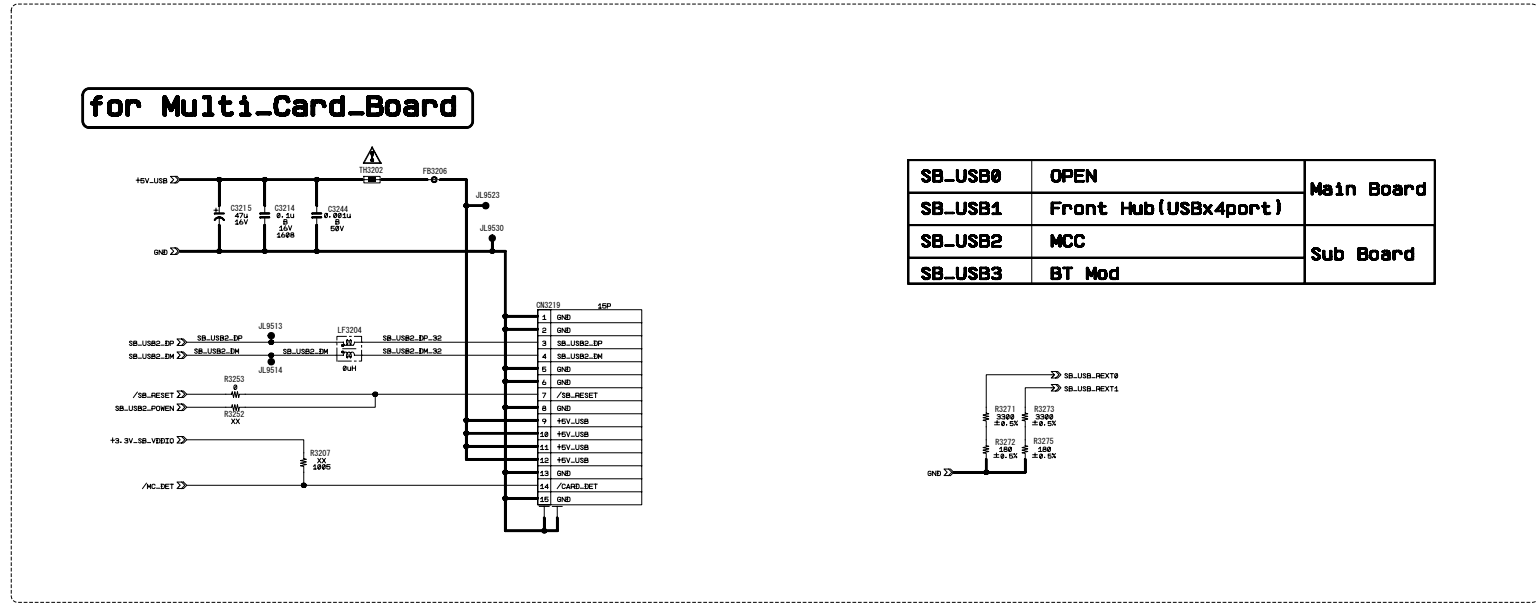 for Multi_Card_Board
+5V_USB
TH3202
FB3206
JL9523
C3215
47u
16V
C3214
0.1u
B
16V
1608
C3244
0.001u
B
50V
JL9530
GND
CN3219 15P
1 GND
2 GND
3 SB_USB2_DP
4 SB_USB2_DM
5 GND
6 GND
7 /SB_RESET
8 GND
9 +5V_USB
10 +5V_USB
11 +5V_USB
12 +5V_USB
13 GND
14 /CARD_DET
15 GND
JL9513
LF3204
SB_USB2_DP SB_USB2_DP SB_USB2_DP_32
SB_USB2_DM SB_USB2_DM SB_USB2_DM SB_USB2_DM_32
JL9514
0uH
R3253
0
/SB_RESET
SB_USB2_POWEN
R3252
XX
+3.3V_SB_VDDIO
R3207
XX
1005
/MC_DET
SB_USB0 OPEN Main Board
SB_USB1 Front Hub(USBx4port)
SB_USB2 MCC Sub Board
SB_USB3 BT Mod
SB_USB_REXT0
SB_USB_REXT1
R3271
3300
±0.5%
R3273
3300
±0.5%
R3272
180
±0.5%
R3275
180
±0.5%
GND